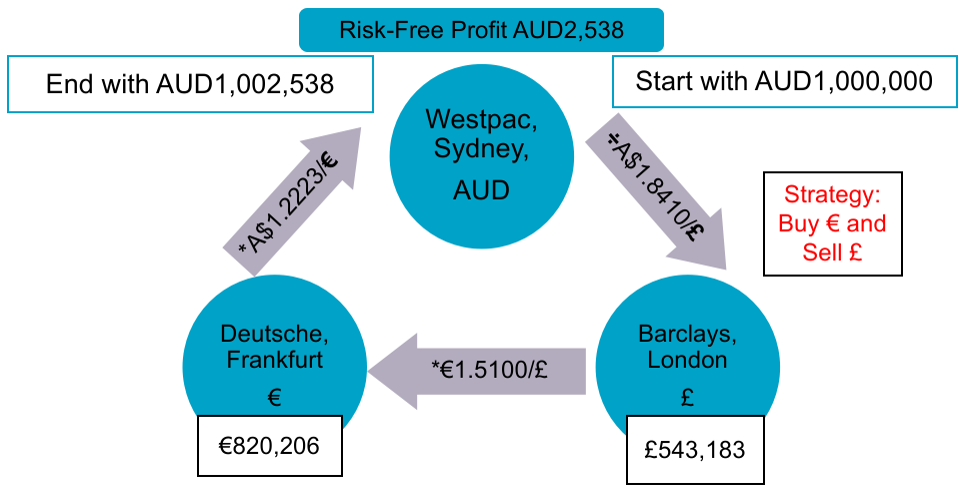 Risk-Free Profit AUD2,538
End with AUD1,002,538
Start with AUD1,000,000
Westpac,
Sydney,
AUD
*A$1.2223/€
÷A$1.8410/£
Strategy:
Buy € and
Sell £
Deutsche,
Frankfurt
€
*€1.5100/£
Barclays,
London
£
€820,206
£543,183